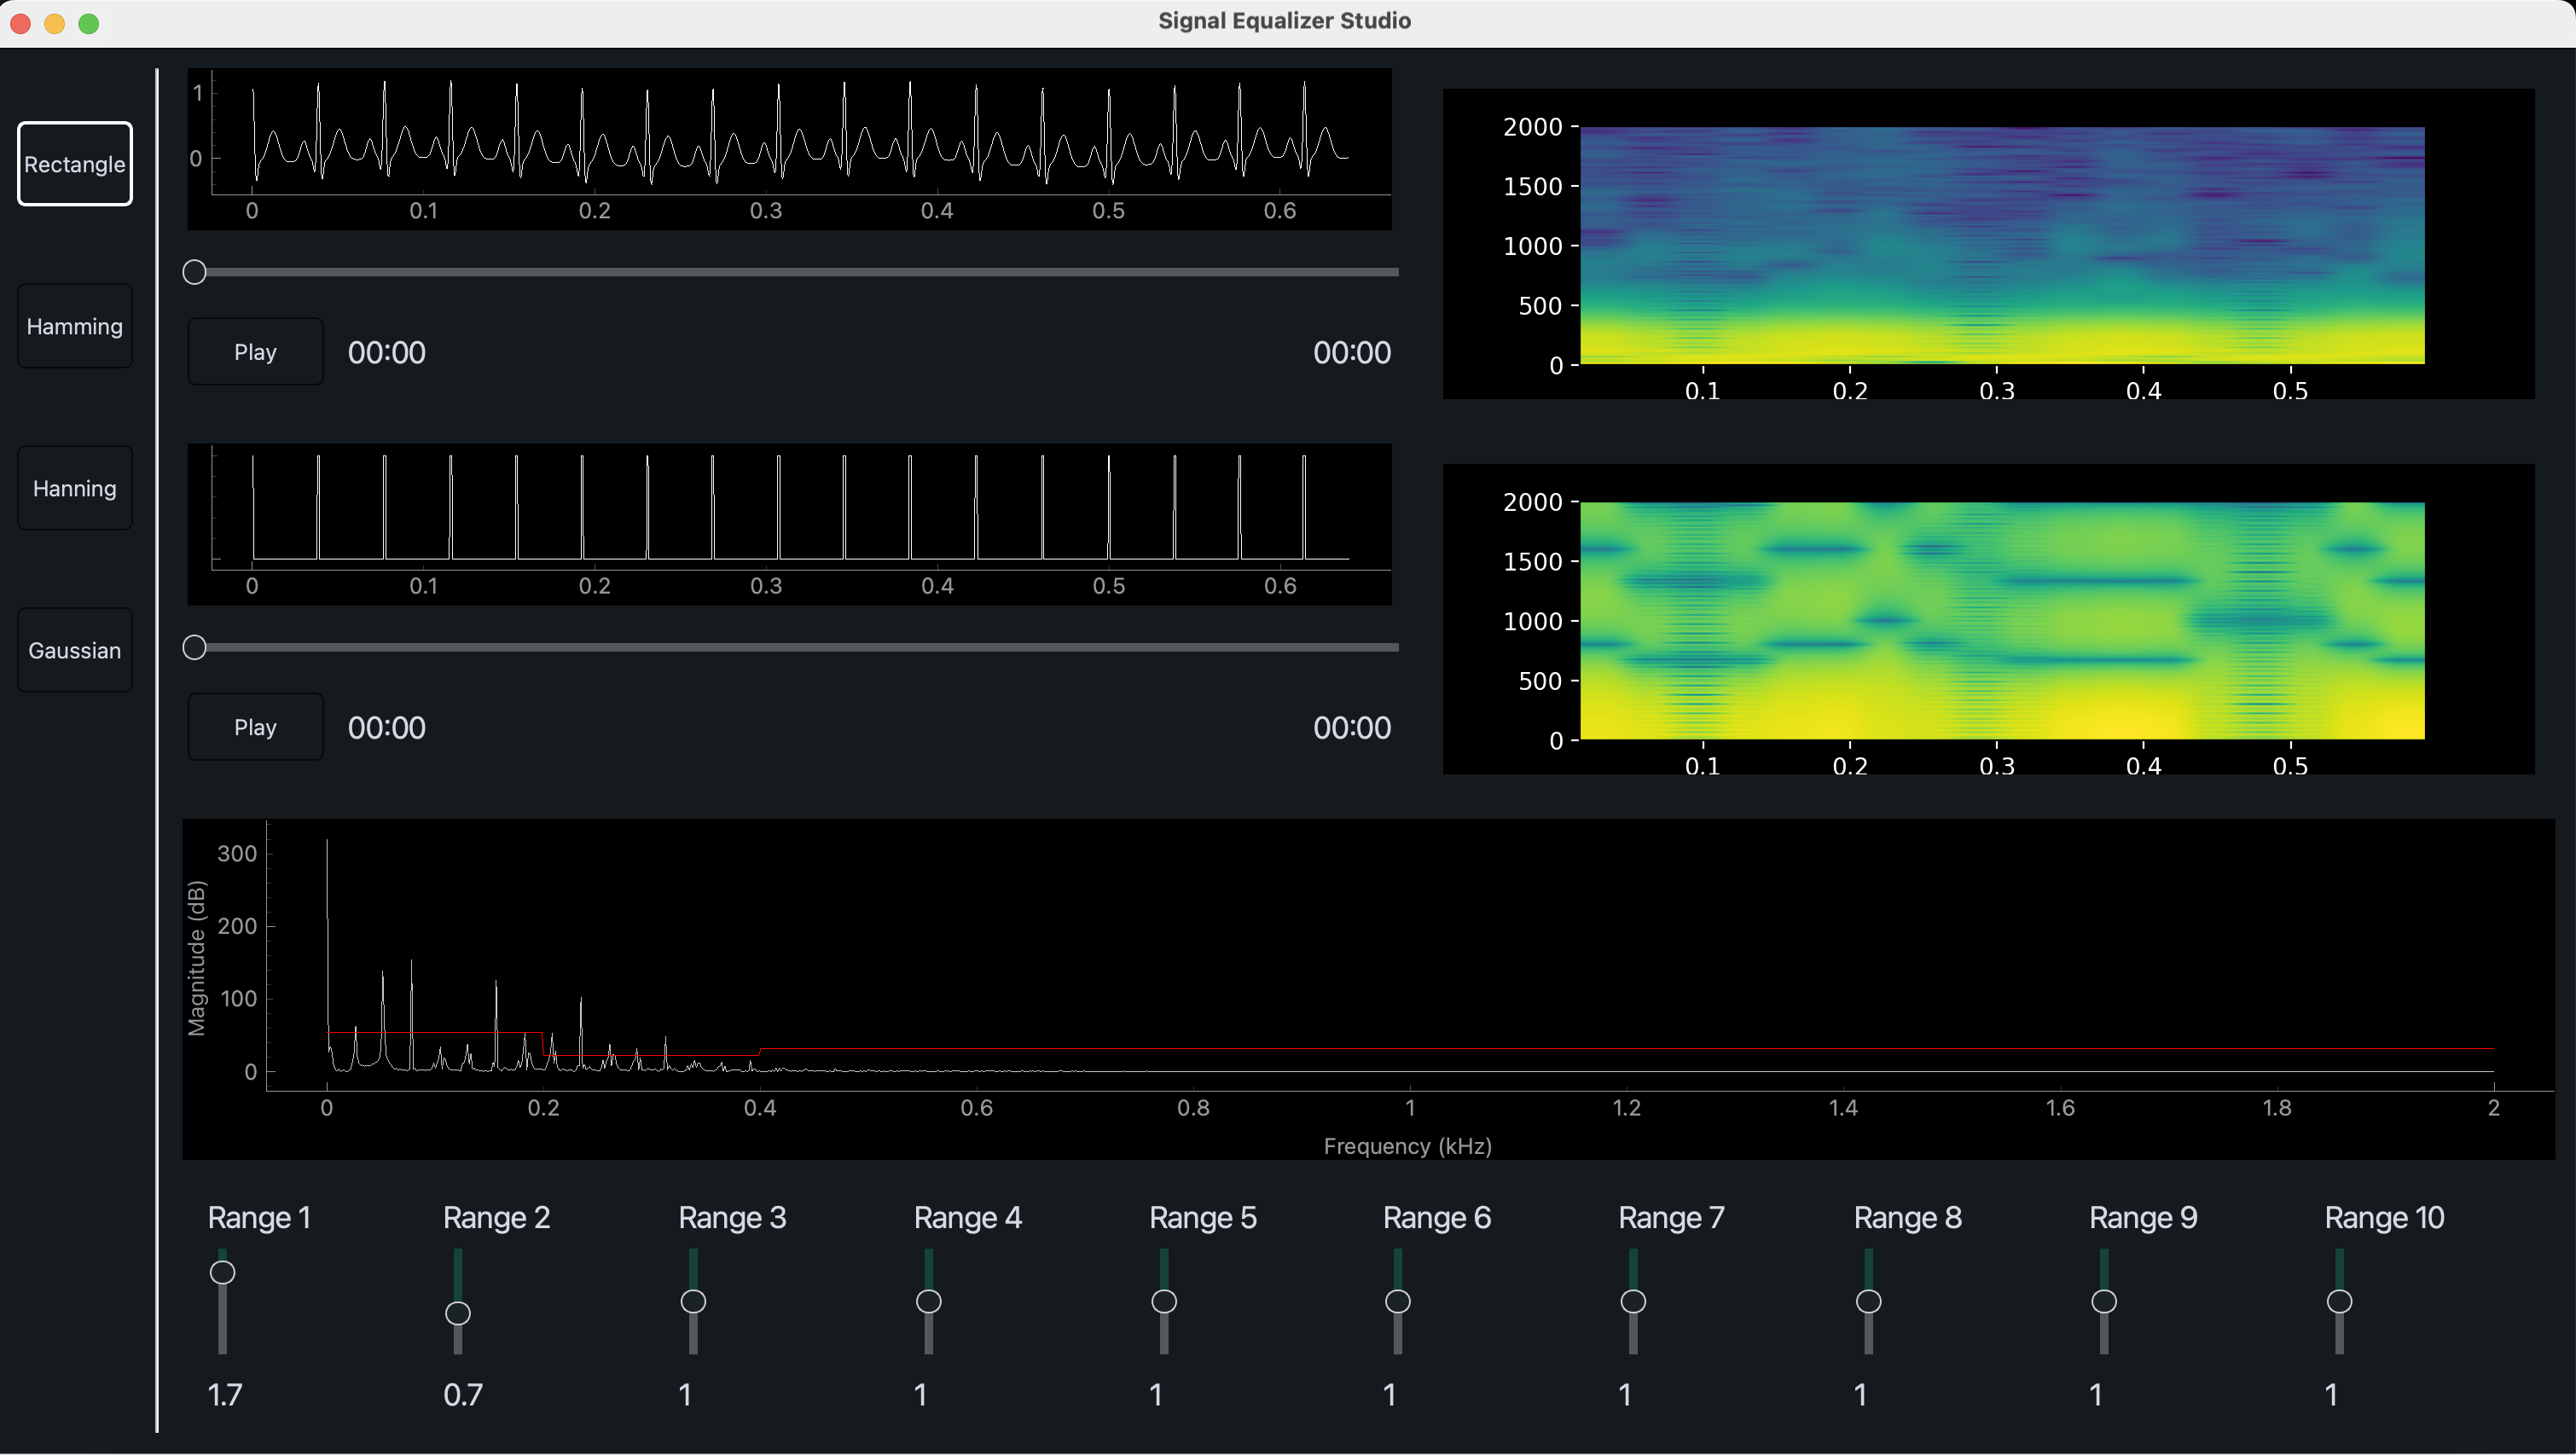 Signal Equalizer Studio
Rectangle
Hamming
Hanning
Gaussian
1
0
0 0.1 0.2 0.3 0.4 0.5 0.6
Play 00:00 00:00
2000
1500
1000
500
0
0.1 0.2 0.3 0.4 0.5
0 0.1 0.2 0.3 0.4 0.5 0.6
Play 00:00 00:00
2000
1500
1000
500
0
0.1 0.2 0.3 0.4 0.5
Magnitude (dB)
300
200
100
0
0 0.2 0.4 0.6 0.8 1 1.2 1.4 1.6 1.8 2
Frequency (kHz)
Range 1 Range 2 Range 3 Range 4 Range 5 Range 6 Range 7 Range 8 Range 9 Range 10
1.7 0.7 1 1 1 1 1 1 1 1